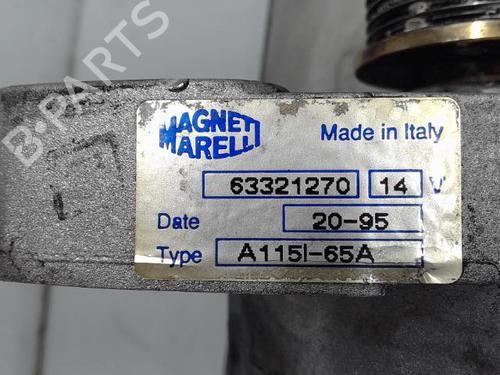 MAGNETI
MARELLI
Made in Italy
63321270 14 V
Date 20-95
Type A115I-65A
B-PARTS